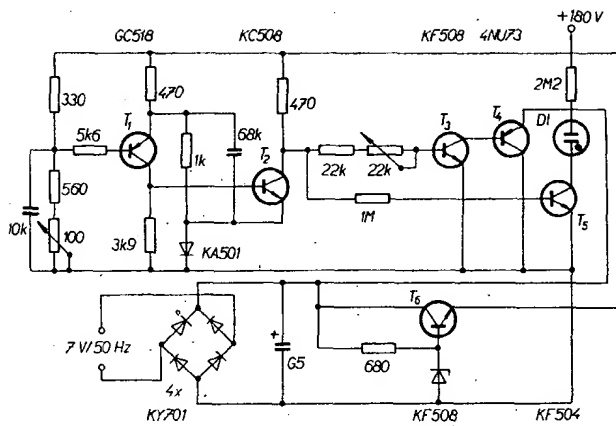 +180 V
GC518 KC508 KF508 4NU73
330 470 470 2M2
T1 68k T3 T4 D1
5k6 1k T2
560 22k 22k
10k 100 3k9 KA501 1M T5
T6
7 V/50 Hz
+ G5 680
4x
KY701 KF508 KF504